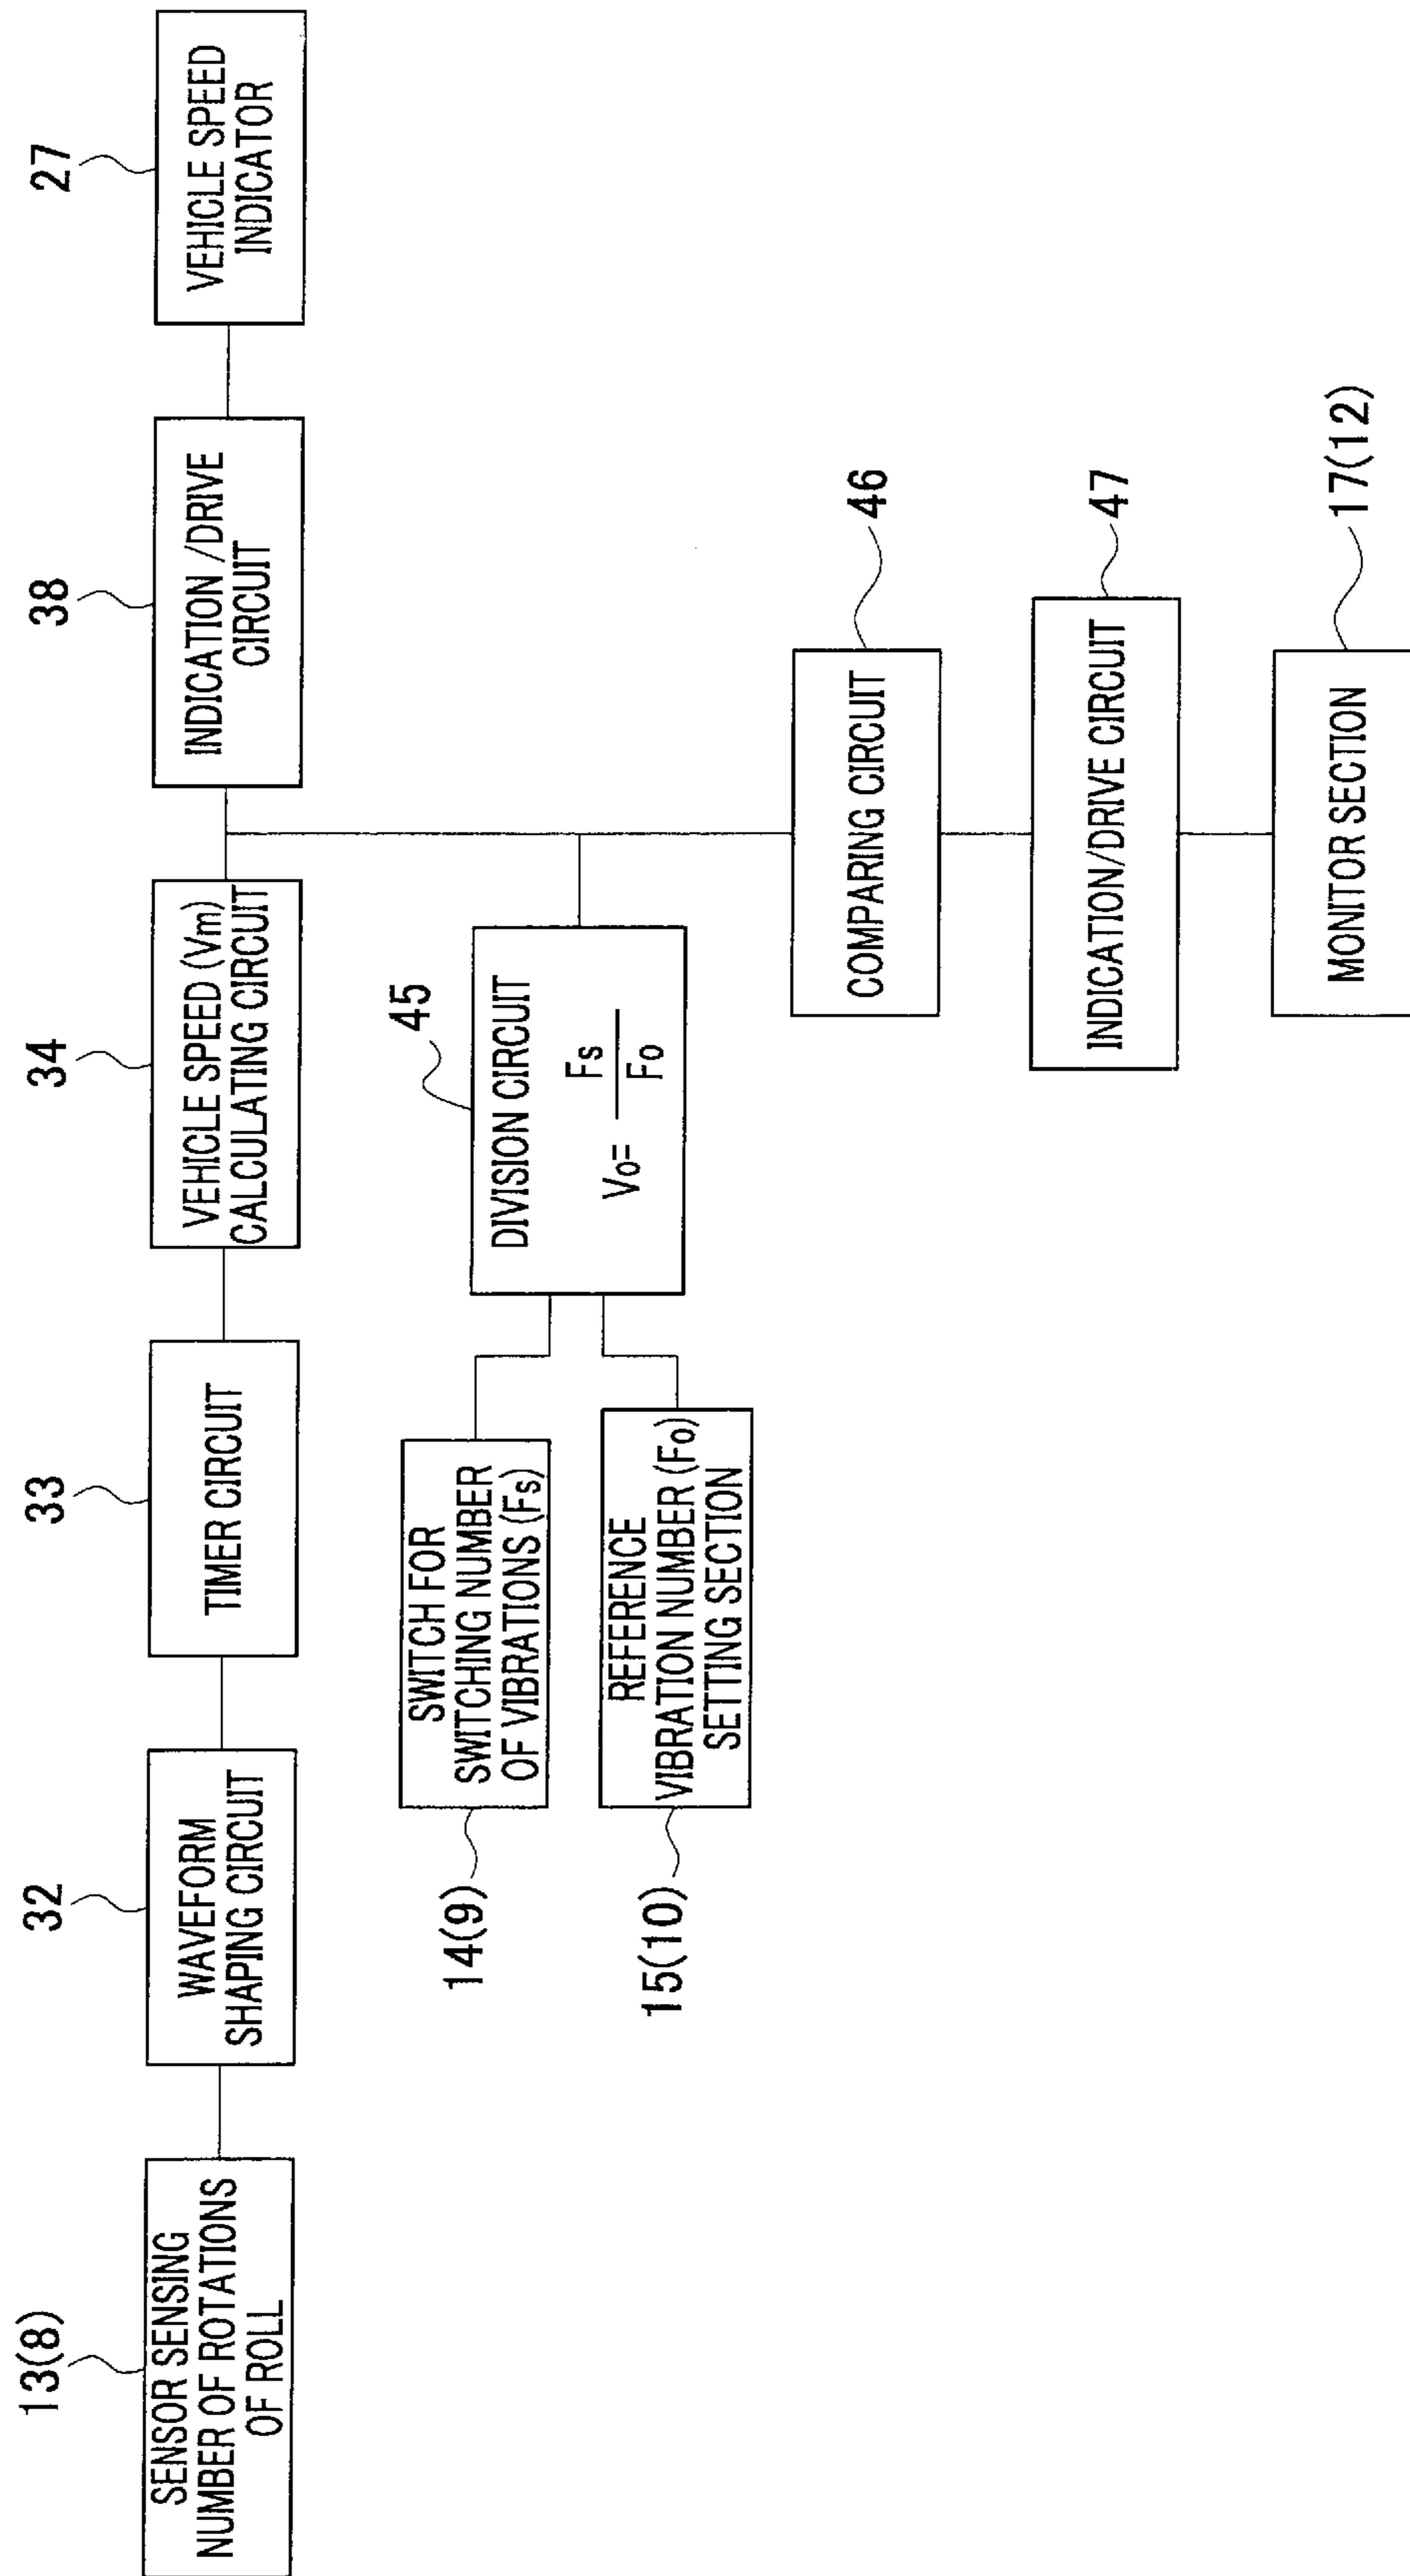 13(8)
SENSOR SENSING
NUMBER OF ROTATIONS
OF ROLL
32
WAVEFORM
SHAPING CIRCUIT
33
TIMER CIRCUIT
34
VEHICLE SPEED (Vm)
CALCULATING CIRCUIT
38
INDICATION /DRIVE
CIRCUIT
27
VEHICLE SPEED
INDICATOR
14(9)
SWITCH FOR
SWITCHING NUMBER
OF VIBRATIONS (Fs)
15(10)
REFERENCE
VIBRATION NUMBER (Fo)
SETTING SECTION
45
DIVISION CIRCUIT
Vo= Fs
Fo
46
COMPARING CIRCUIT
47
INDICATION/DRIVE CIRCUIT
17(12)
MONITOR SECTION